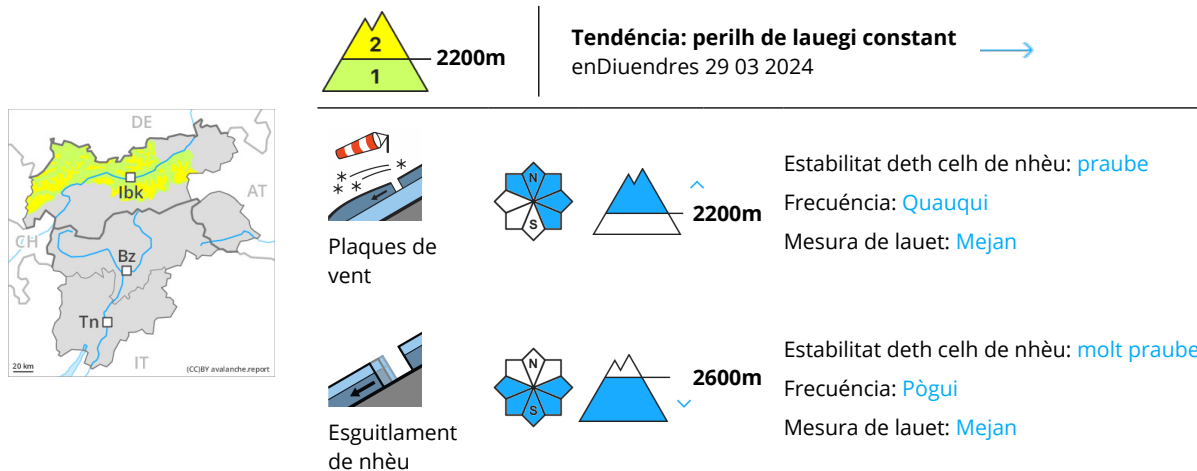 2
1
2200m
Tendéncia: perilh de lauegi constant
enDiuendres 29 03 2024
DE
AT
CH
IT
Ibk
Bz
Tn
20 km
(CC)BY avalanche.report
Plaques de
vent
N
S
2200m
Estabilitat deth celh de nhèu: praube
Frecuéncia: Quauqui
Mesura de lauet: Mejan
Esguitlament
de nhèu
N
S
2600m
Estabilitat deth celh de nhèu: molt praube
Frecuéncia: Pògui
Mesura de lauet: Mejan